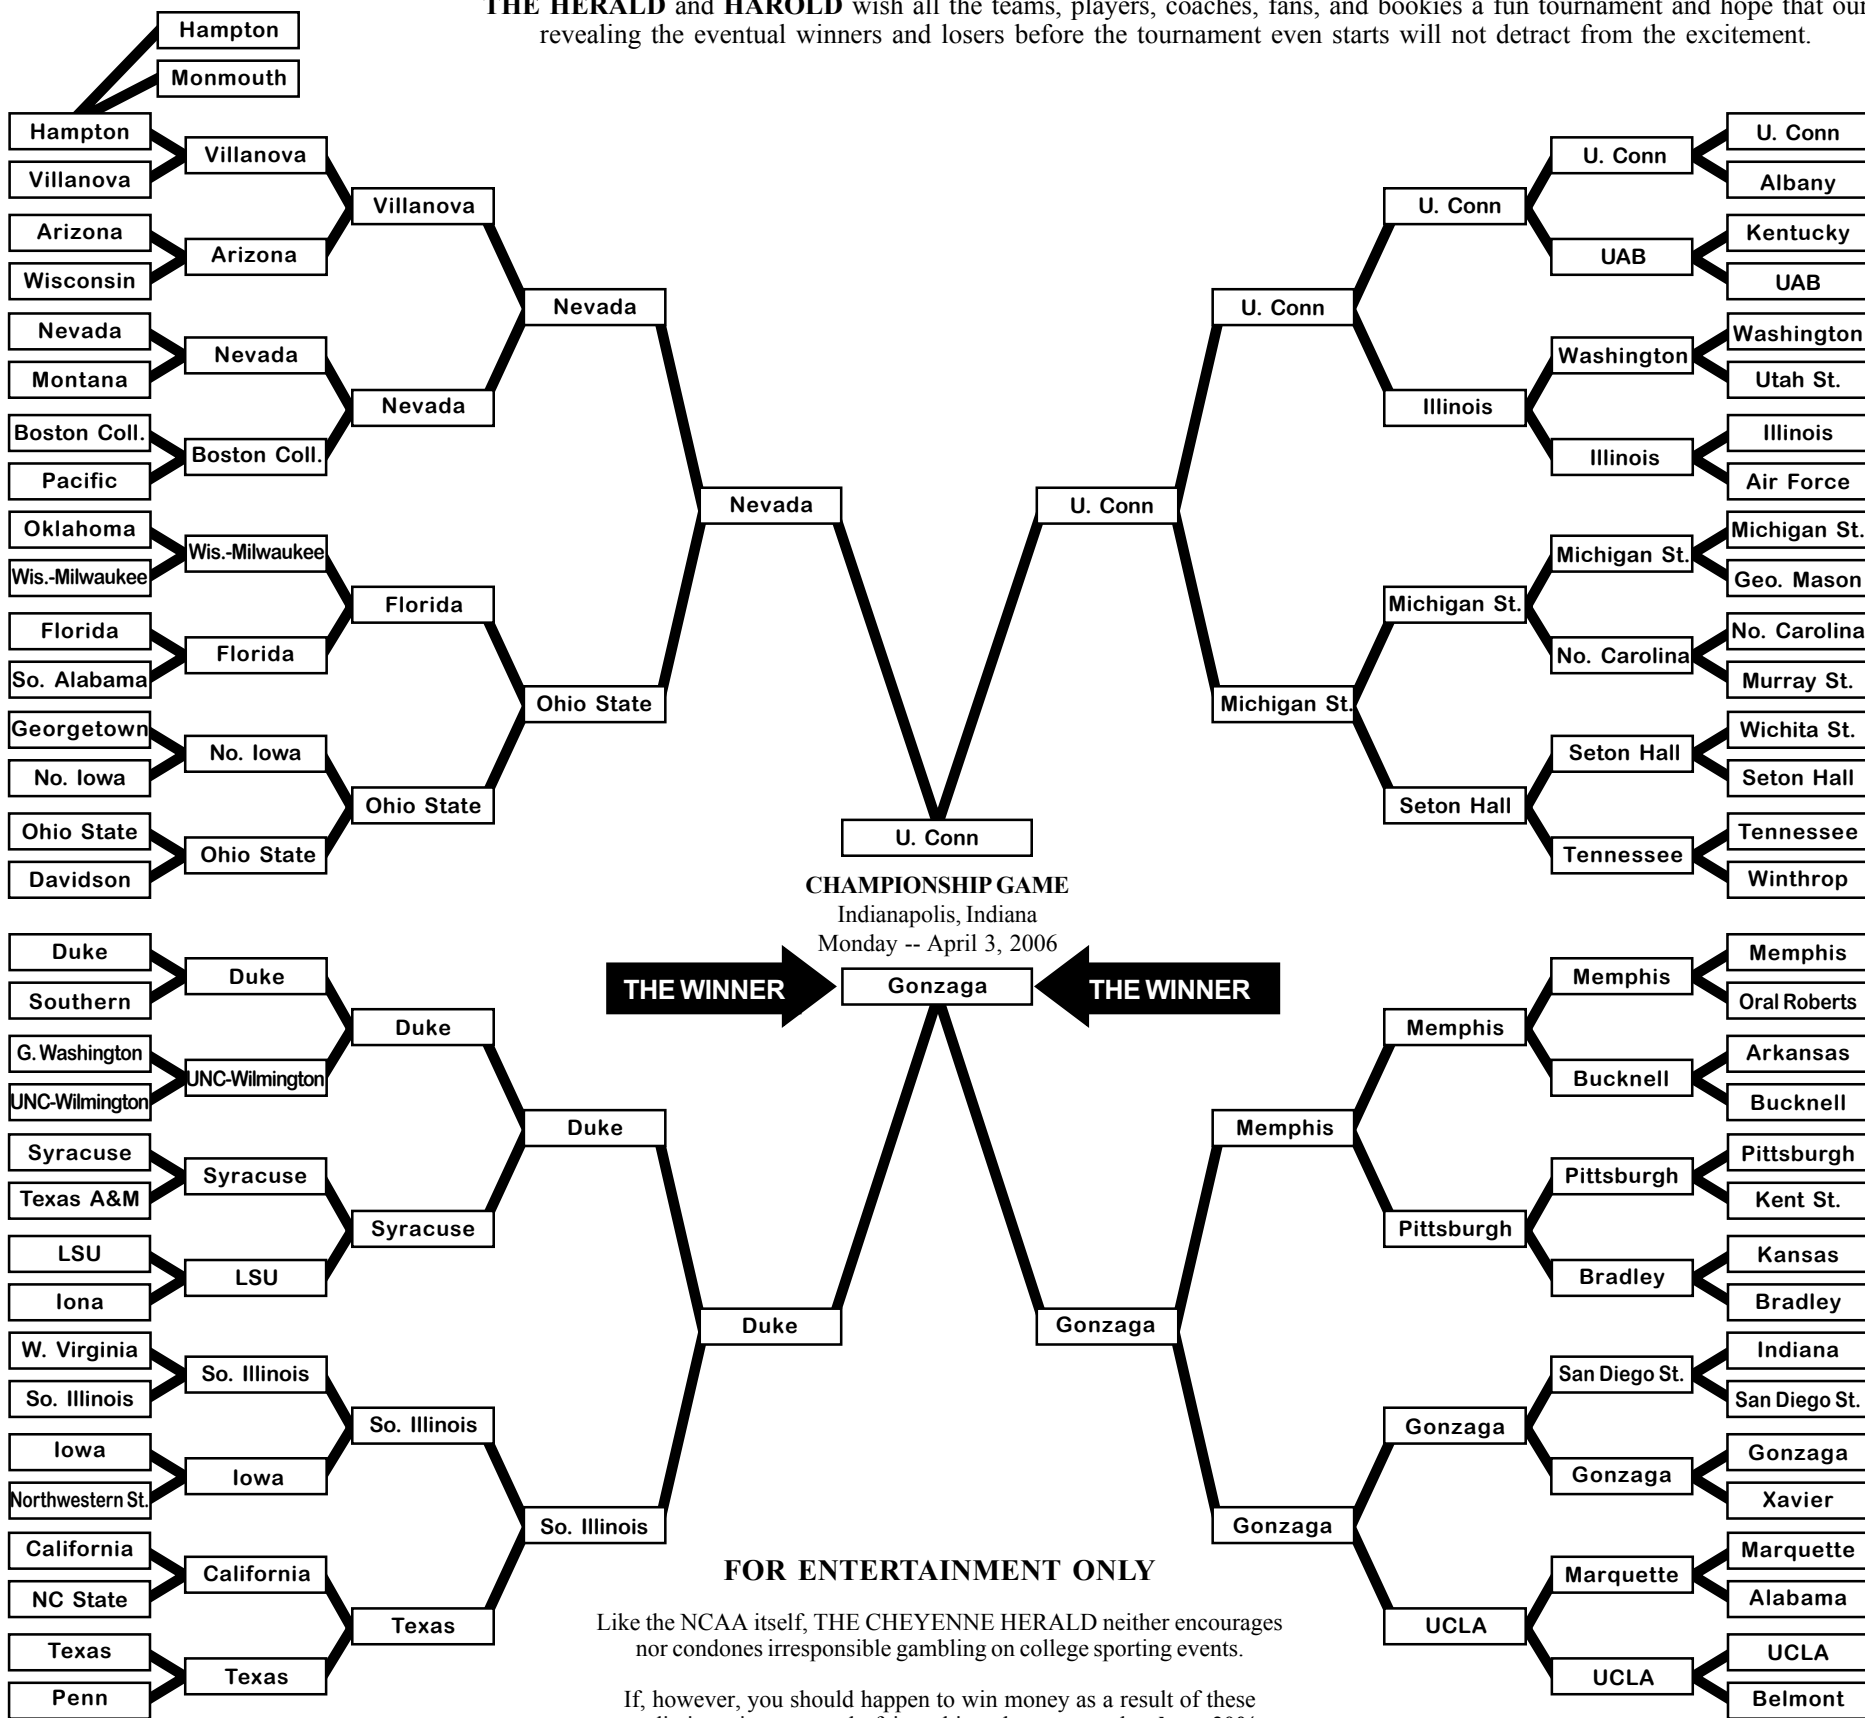 THE HERALD and HAROLD wish all the teams, players, coaches, fans, and bookies a fun tournament and hope that our
revealing the eventual winners and losers before the tournament even starts will not detract from the excitement.
Hampton
Monmouth
Hampton
Villanova
Arizona
Wisconsin
Nevada
Montana
Boston Coll.
Pacific
Oklahoma
Wis.-Milwaukee
Florida
So. Alabama
Georgetown
No. Iowa
Ohio State
Davidson
Villanova
Arizona
Nevada
Boston Coll.
Wis.-Milwaukee
Florida
No. Iowa
Ohio State
Villanova
Nevada
Florida
Ohio State
Nevada
Ohio State
Nevada
U. Conn
U. Conn
Michigan St.
U. Conn
Illinois
Michigan St.
Seton Hall
U. Conn
UAB
Washington
Illinois
Michigan St.
No. Carolina
Seton Hall
Tennessee
U. Conn
Albany
Kentucky
UAB
Washington
Utah St.
Illinois
Air Force
Michigan St.
Geo. Mason
No. Carolina
Murray St.
Wichita St.
Seton Hall
Tennessee
Winthrop
U. Conn
CHAMPIONSHIP GAME
Indianapolis, Indiana
Monday -- April 3, 2006
THE WINNER
Gonzaga
THE WINNER
Duke
Southern
G. Washington
UNC-Wilmington
Syracuse
Texas A&M
LSU
Iona
W. Virginia
So. Illinois
Iowa
Northwestern St.
California
NC State
Texas
Penn
Duke
UNC-Wilmington
Syracuse
LSU
So. Illinois
Iowa
California
Texas
Duke
Syracuse
So. Illinois
Texas
Duke
So. Illinois
Duke
Gonzaga
Memphis
Gonzaga
Memphis
Pittsburgh
Gonzaga
UCLA
Memphis
Bucknell
Pittsburgh
Bradley
San Diego St.
Gonzaga
Marquette
UCLA
Memphis
Oral Roberts
Arkansas
Bucknell
Pittsburgh
Kent St.
Kansas
Bradley
Indiana
San Diego St.
Gonzaga
Xavier
Marquette
Alabama
UCLA
Belmont
FOR ENTERTAINMENT ONLY
Like the NCAA itself, THE CHEYENNE HERALD neither encourages
nor condones irresponsible gambling on college sporting events.
If, however, you should happen to win money as a result of these